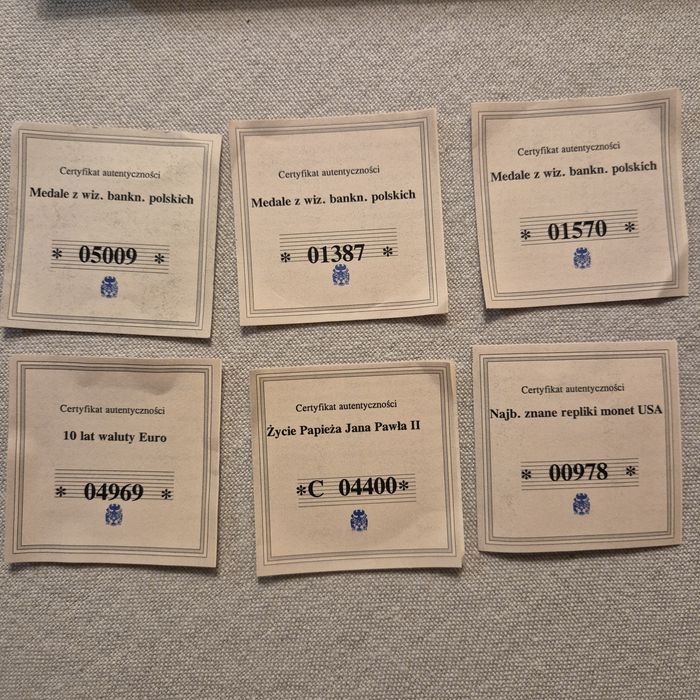 Certyfikat autentyczności
Medale z wiz. bankn. polskich
* 05009 *
Certyfikat autentyczności
Medale z wiz. bankn. polskich
* 01387 *
Certyfikat autentyczności
Medale z wiz. bankn. polskich
* 01570 *
Certyfikat autentyczności
10 lat waluty Euro
* 04969 *
Certyfikat autentyczności
Życie Papieża Jana Pawła II
*C 04400*
Certyfikat autentyczności
Najb. znane repliki monet USA
* 00978 *